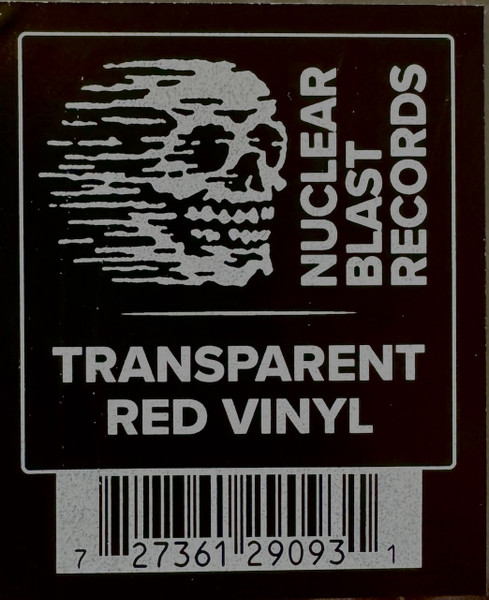 NUCLEAR
BLAST
RECORDS
TRANSPARENT
RED VINYL
7 27361 29093 1